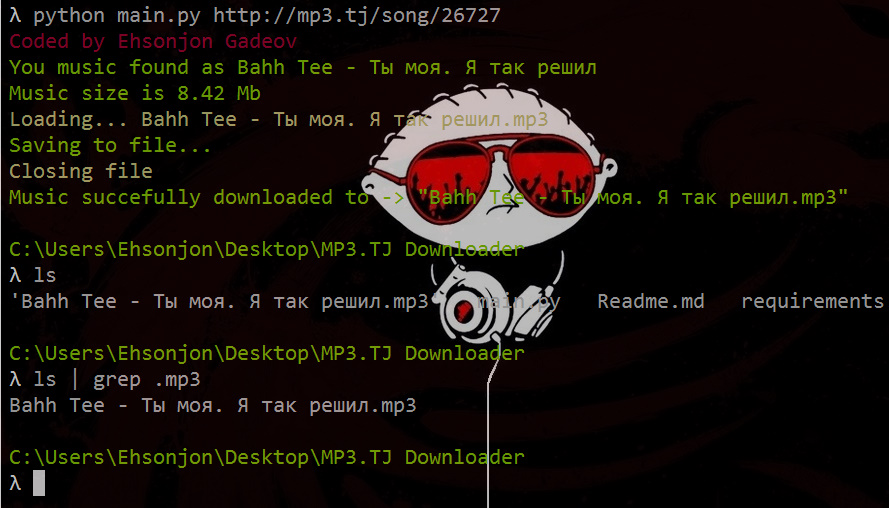 λ python main.py http://mp3.tj/song/26727
Coded by Ehsonjon Gadeov
You music found as Bahh Tee - Ты моя. Я так решил
Music size is 8.42 Mb
Loading... Bahh Tee - Ты моя. Я так решил.mp3
Saving to file...
Closing file
Music succefully downloaded to -> "Bahh Tee - Ты моя. Я так решил.mp3"
C:\Users\Ehsonjon\Desktop\MP3.TJ Downloader
λ ls
'Bahh Tee - Ты моя. Я так решил.mp3' main.py Readme.md requirements
C:\Users\Ehsonjon\Desktop\MP3.TJ Downloader
λ ls | grep .mp3
Bahh Tee - Ты моя. Я так решил.mp3
C:\Users\Ehsonjon\Desktop\MP3.TJ Downloader
λ